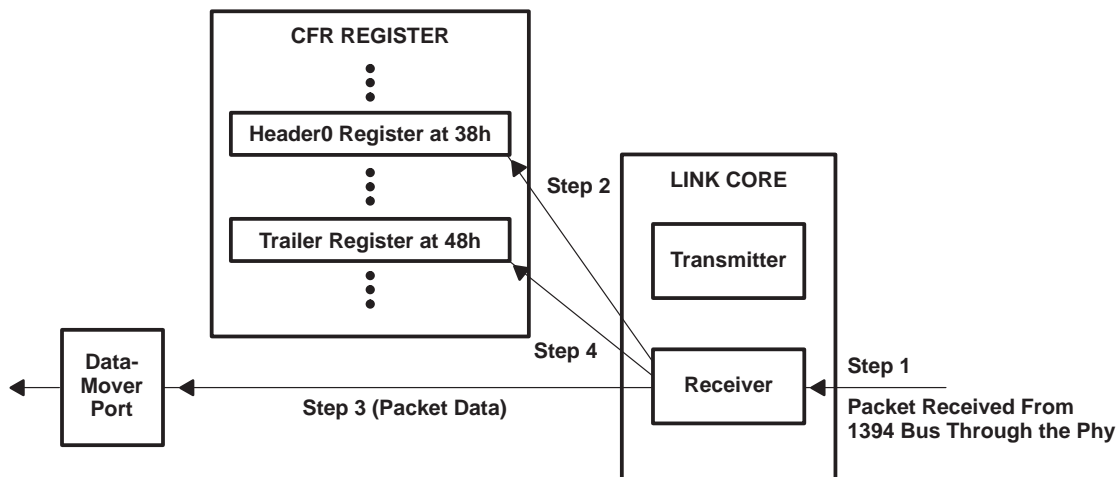 CFR REGISTER
Header0 Register at 38h
Step 2
LINK CORE
Trailer Register at 48h
Transmitter
Step 4
Data-
Mover
Port
Step 3 (Packet Data)
Receiver
Step 1
Packet Received From
1394 Bus Through the Phy